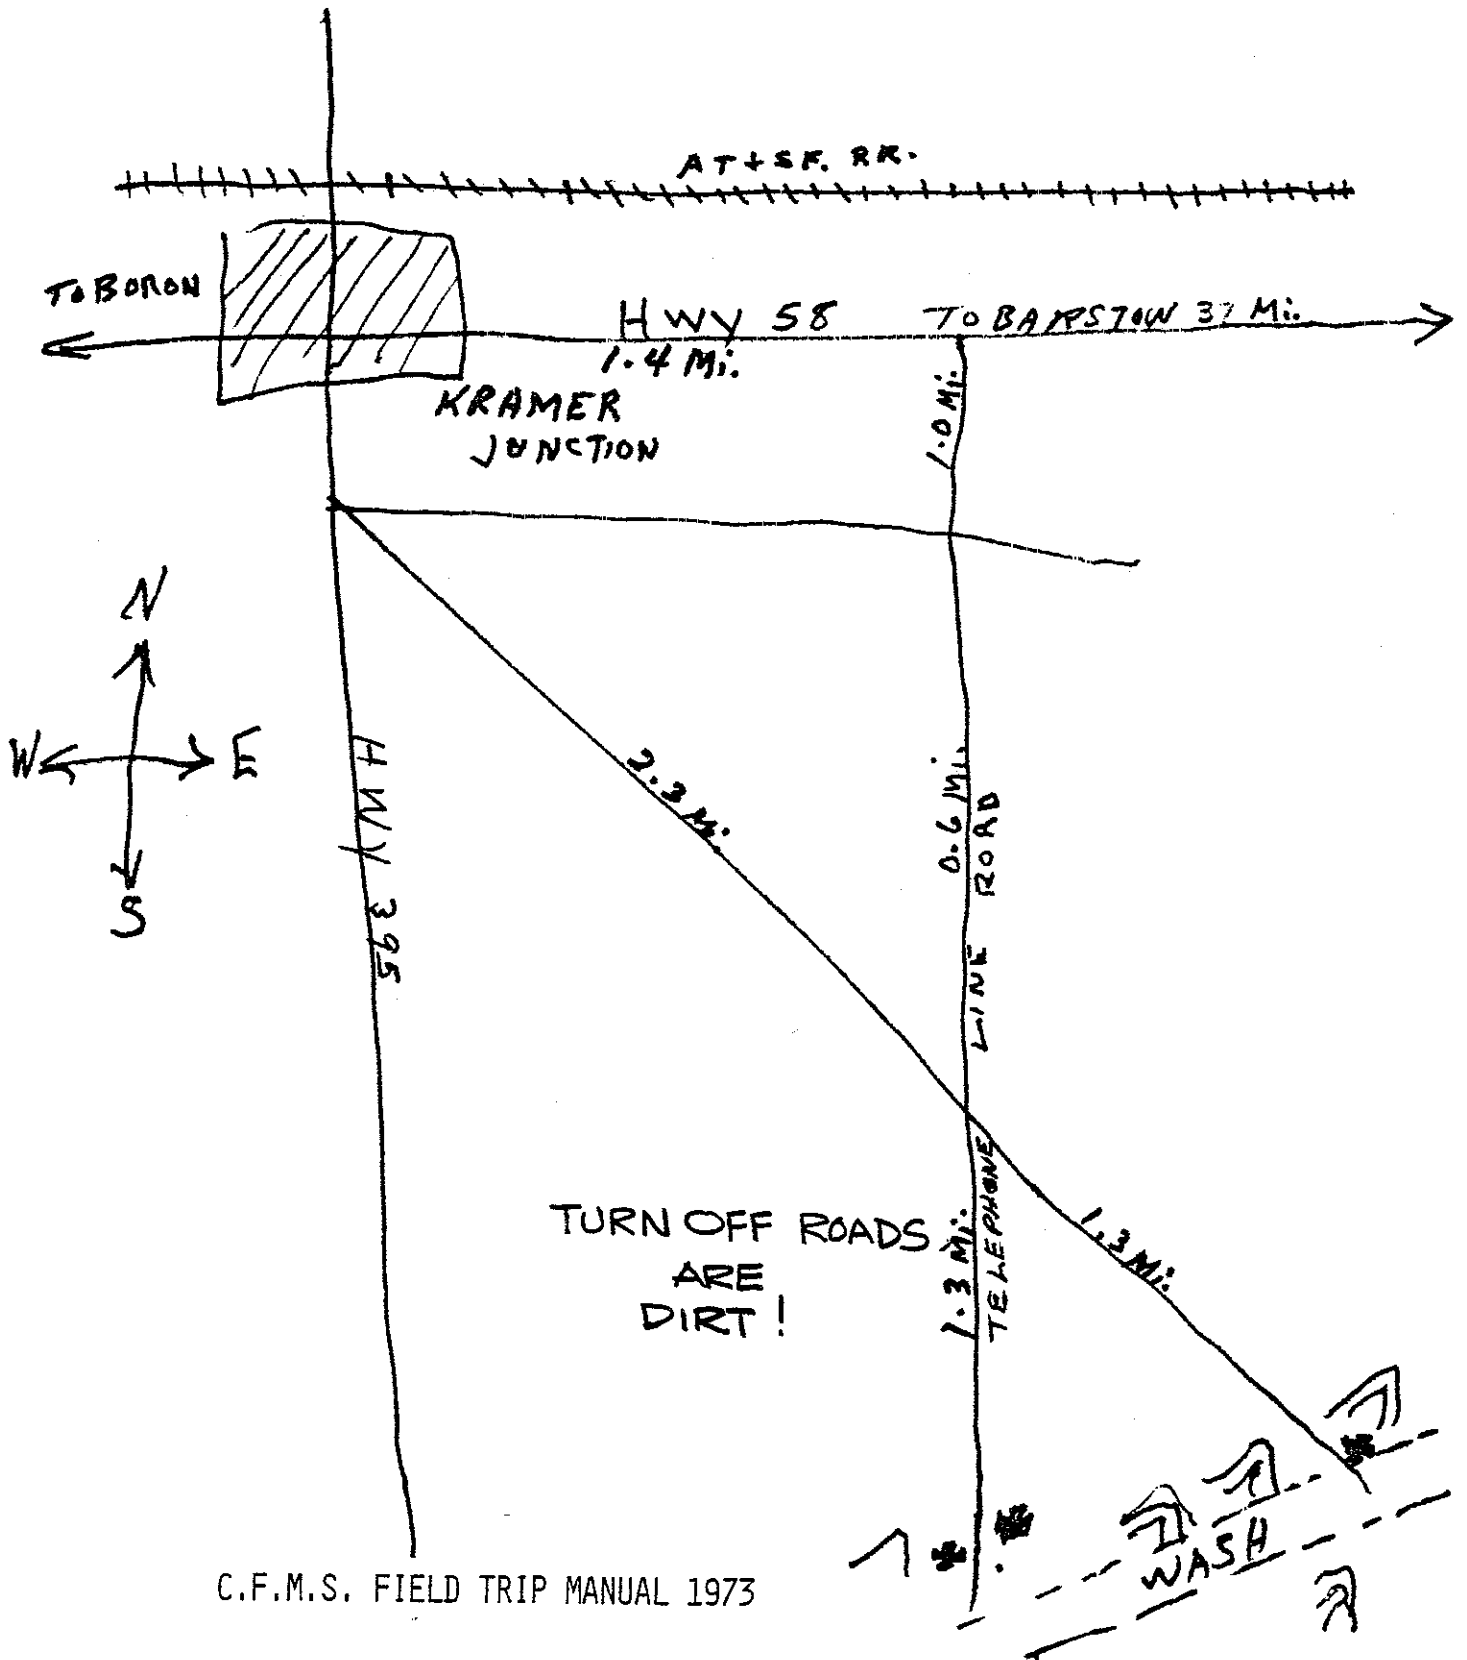 AT+SF. RR.
TO BORON
HWY 58
TO BARSTOW 37 Mi.
1.4 Mi.
KRAMER
JUNCTION
1.0 Mi.
N
W
E
S
HWY 395
2.3 Mi.
0.6 Mi.
TELEPHONE LINE ROAD
1.3 Mi.
1.3 Mi.
TURN OFF ROADS
ARE
DIRT!
WASH
C.F.M.S. FIELD TRIP MANUAL 1973